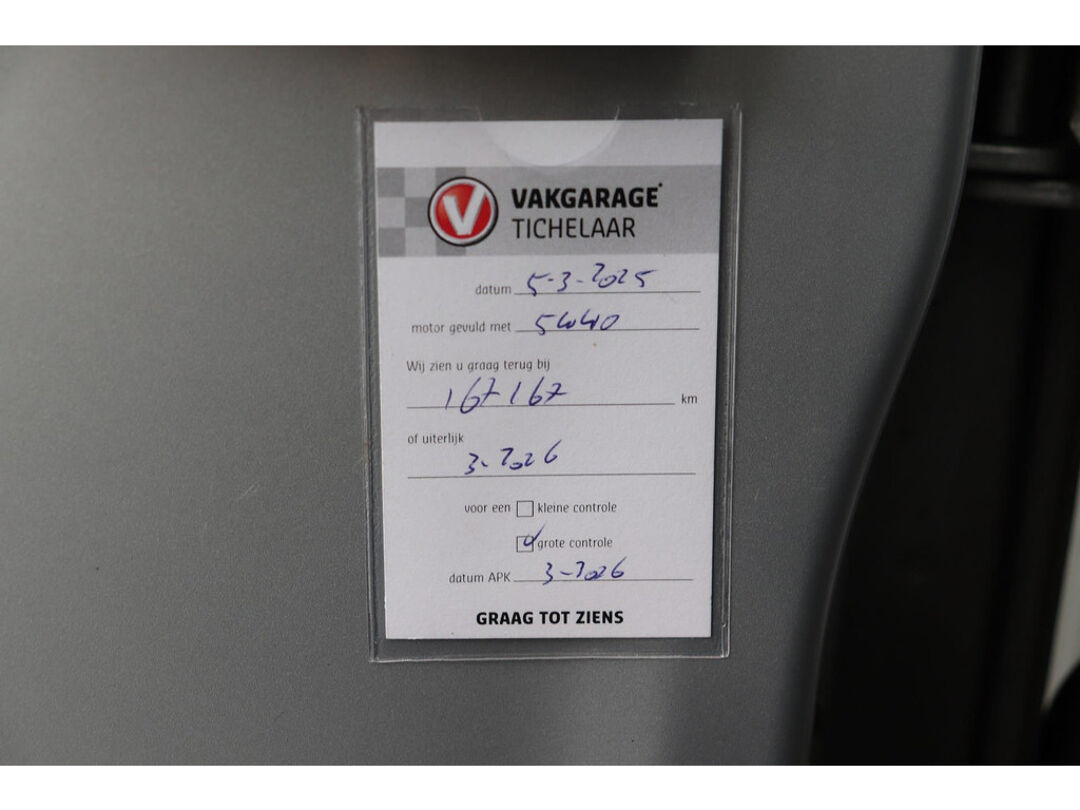 V
VAKGARAGE
TICHELAAR
datum 5-3-2025
motor gevuld met 5W40
Wij zien u graag terug bij
167167 km
of uiterlijk
3-2026
voor een kleine controle
grote controle
datum APK 3-2026
GRAAG TOT ZIENS